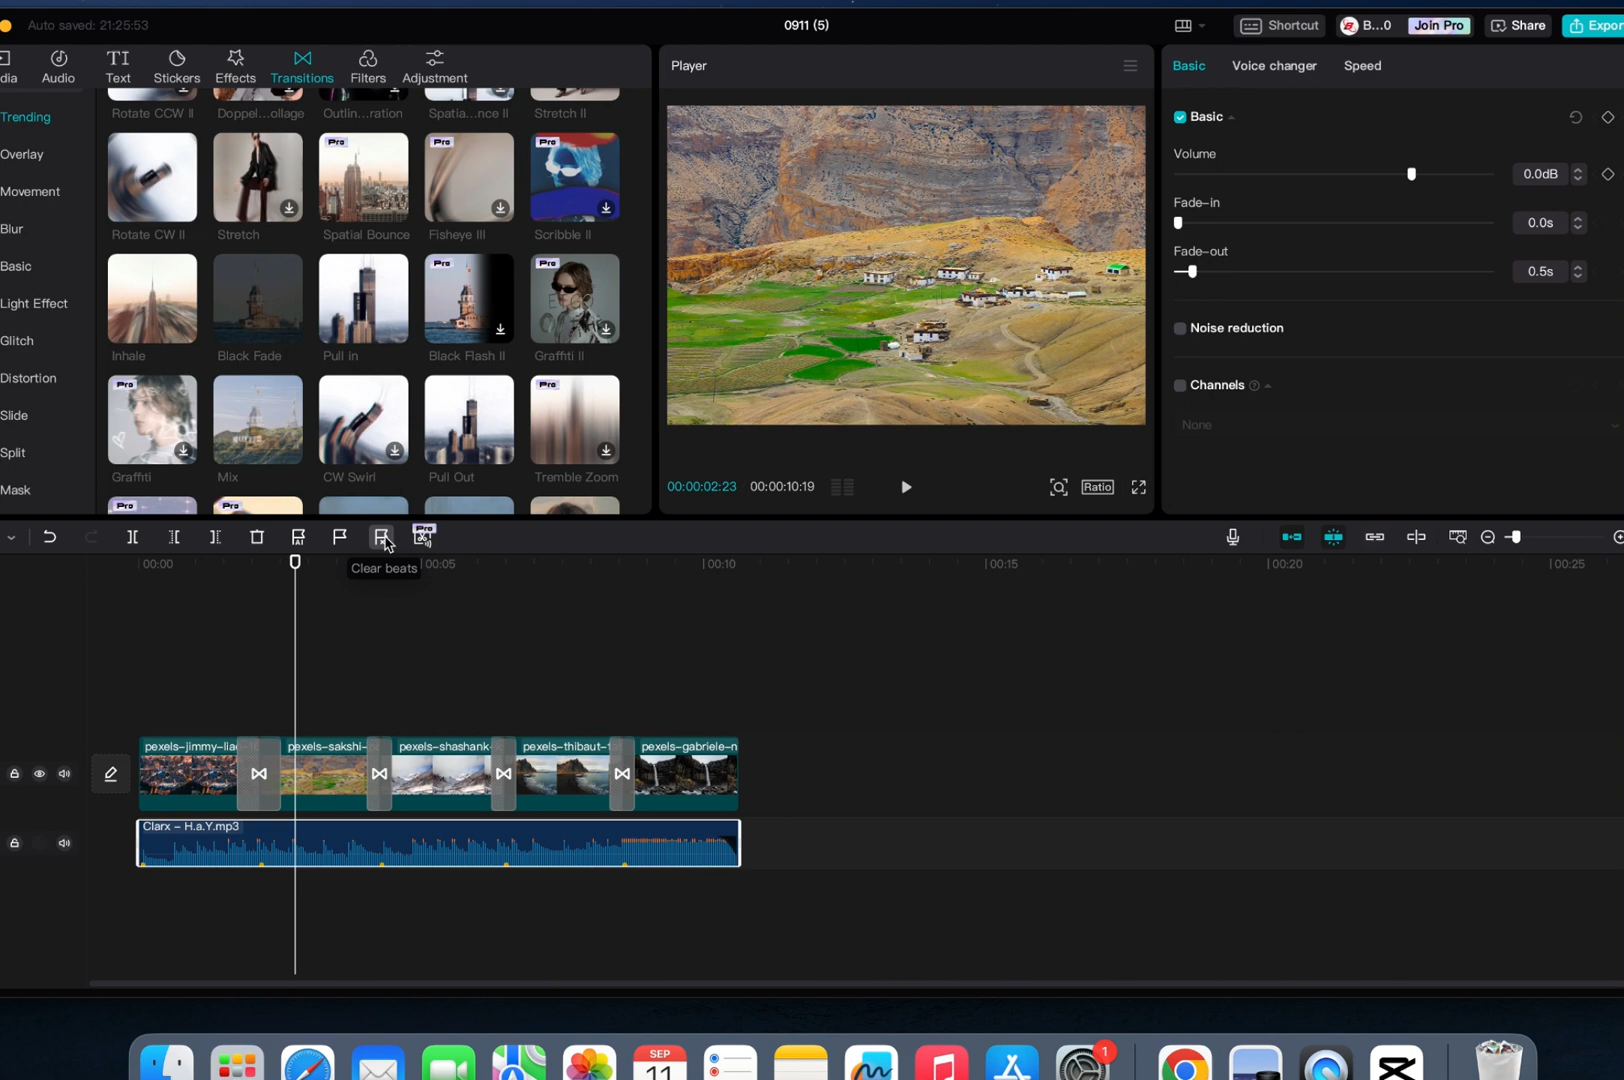 Auto saved: 21:25:53
0911 (5)
Shortcut
B...0
Join Pro
Share
Expor
dia
Audio
TI
Text
Stickers
Effects
Transitions
Filters
Adjustment
Player
Basic
Voice changer
Speed
Trending
Overlay
Movement
Blur
Basic
Light Effect
Glitch
Distortion
Slide
Split
Mask
Rotate CCW II
Doppel...ollage
Outlin...ration
Spatia...nce II
Stretch II
Pro
Pro
Pro
Rotate CW II
Stretch
Spatial Bounce
Fisheye III
Scribble II
Pro
Pro
Inhale
Black Fade
Pull in
Black Flash II
Graffiti II
Pro
Pro
Graffiti
Mix
CW Swirl
Pull Out
Tremble Zoom
Pro
Pro
00:00:02:23
00:00:10:19
Ratio
Basic
Volume
0.0dB
Fade-in
0.0s
Fade-out
0.5s
Noise reduction
Channels
None
AI
Pro
Clear beats
00:00
00:05
00:10
00:15
00:20
00:25
pexels-jimmy-lia
pexels-sakshi-
pexels-shashank-
pexels-thibaut-t
pexels-gabriele-n
Clarx – H.a.Y.mp3
SEP
11
1